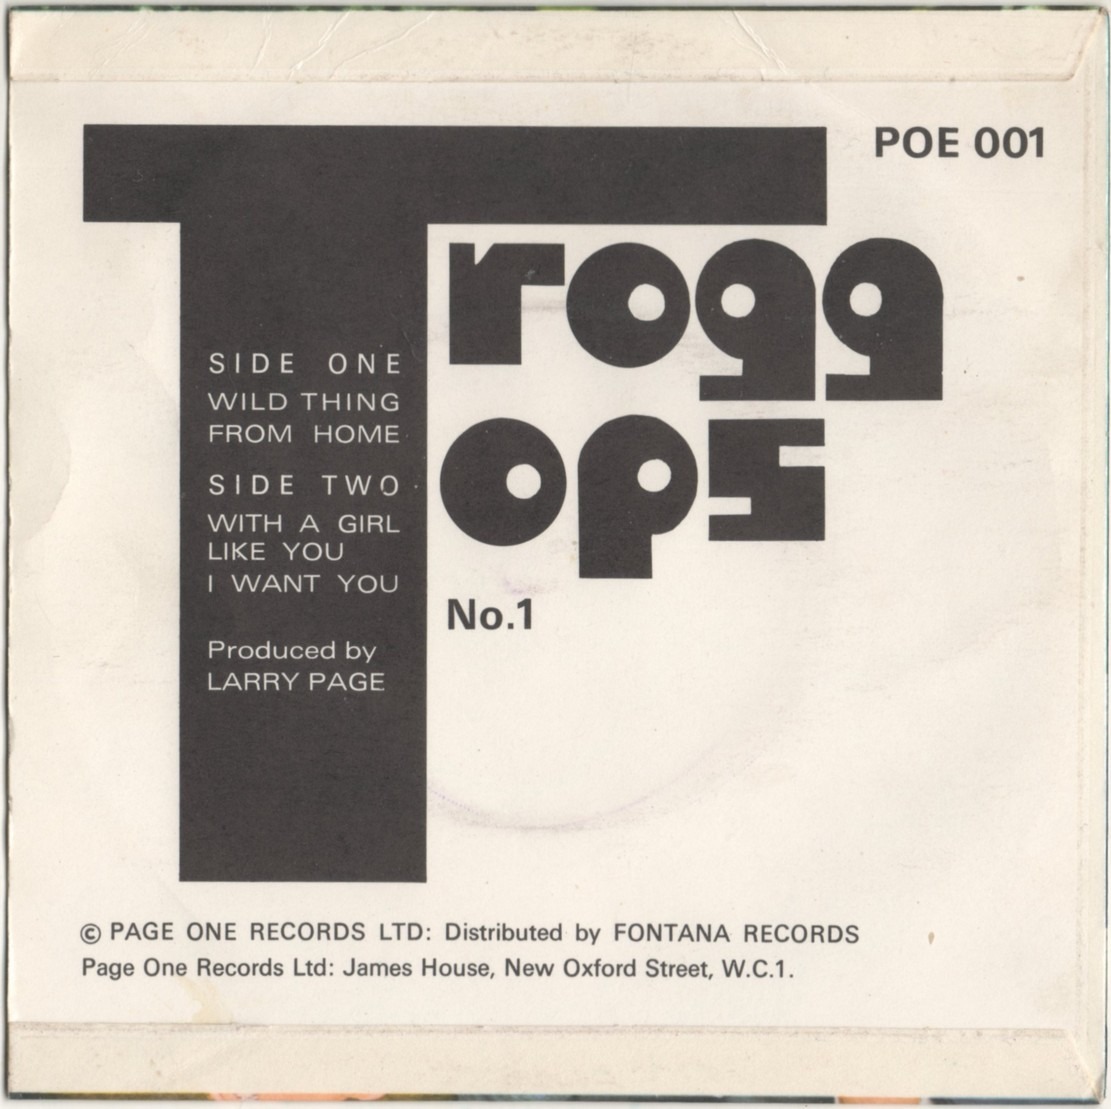 POE 001
Trogg
Tops
No.1
SIDE ONE
WILD THING
FROM HOME
SIDE TWO
WITH A GIRL
LIKE YOU
I WANT YOU
Produced by
LARRY PAGE
© PAGE ONE RECORDS LTD: Distributed by FONTANA RECORDS
Page One Records Ltd: James House, New Oxford Street, W.C.1.